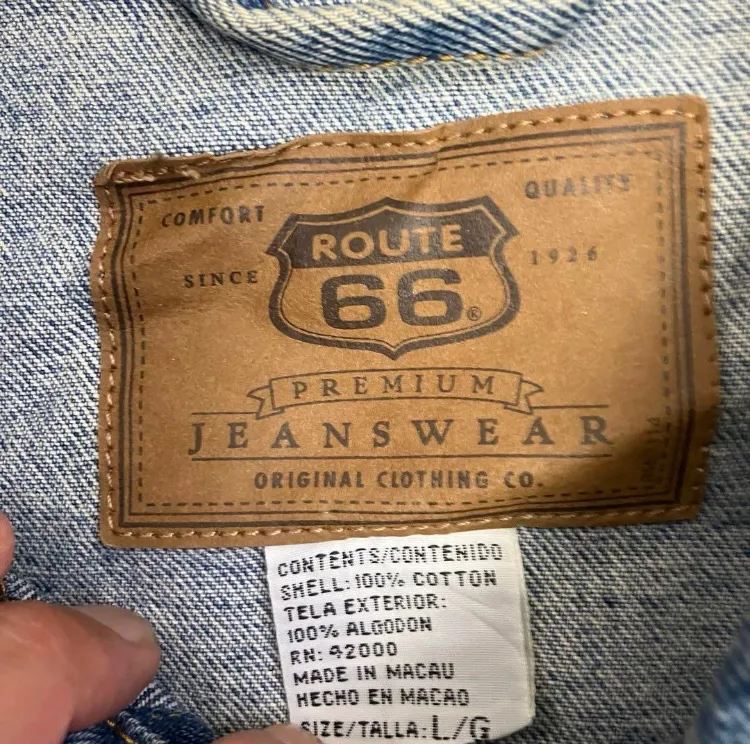 COMFORT
QUALITY
ROUTE
SINCE
1926
66®
PREMIUM
JEANSWEAR
ORIGINAL CLOTHING CO.
CONTENTS/CONTENIDO
SHELL: 100% COTTON
TELA EXTERIOR:
100% ALGODON
RN: 42000
MADE IN MACAU
HECHO EN MACAO
SIZE/TALLA: L/G